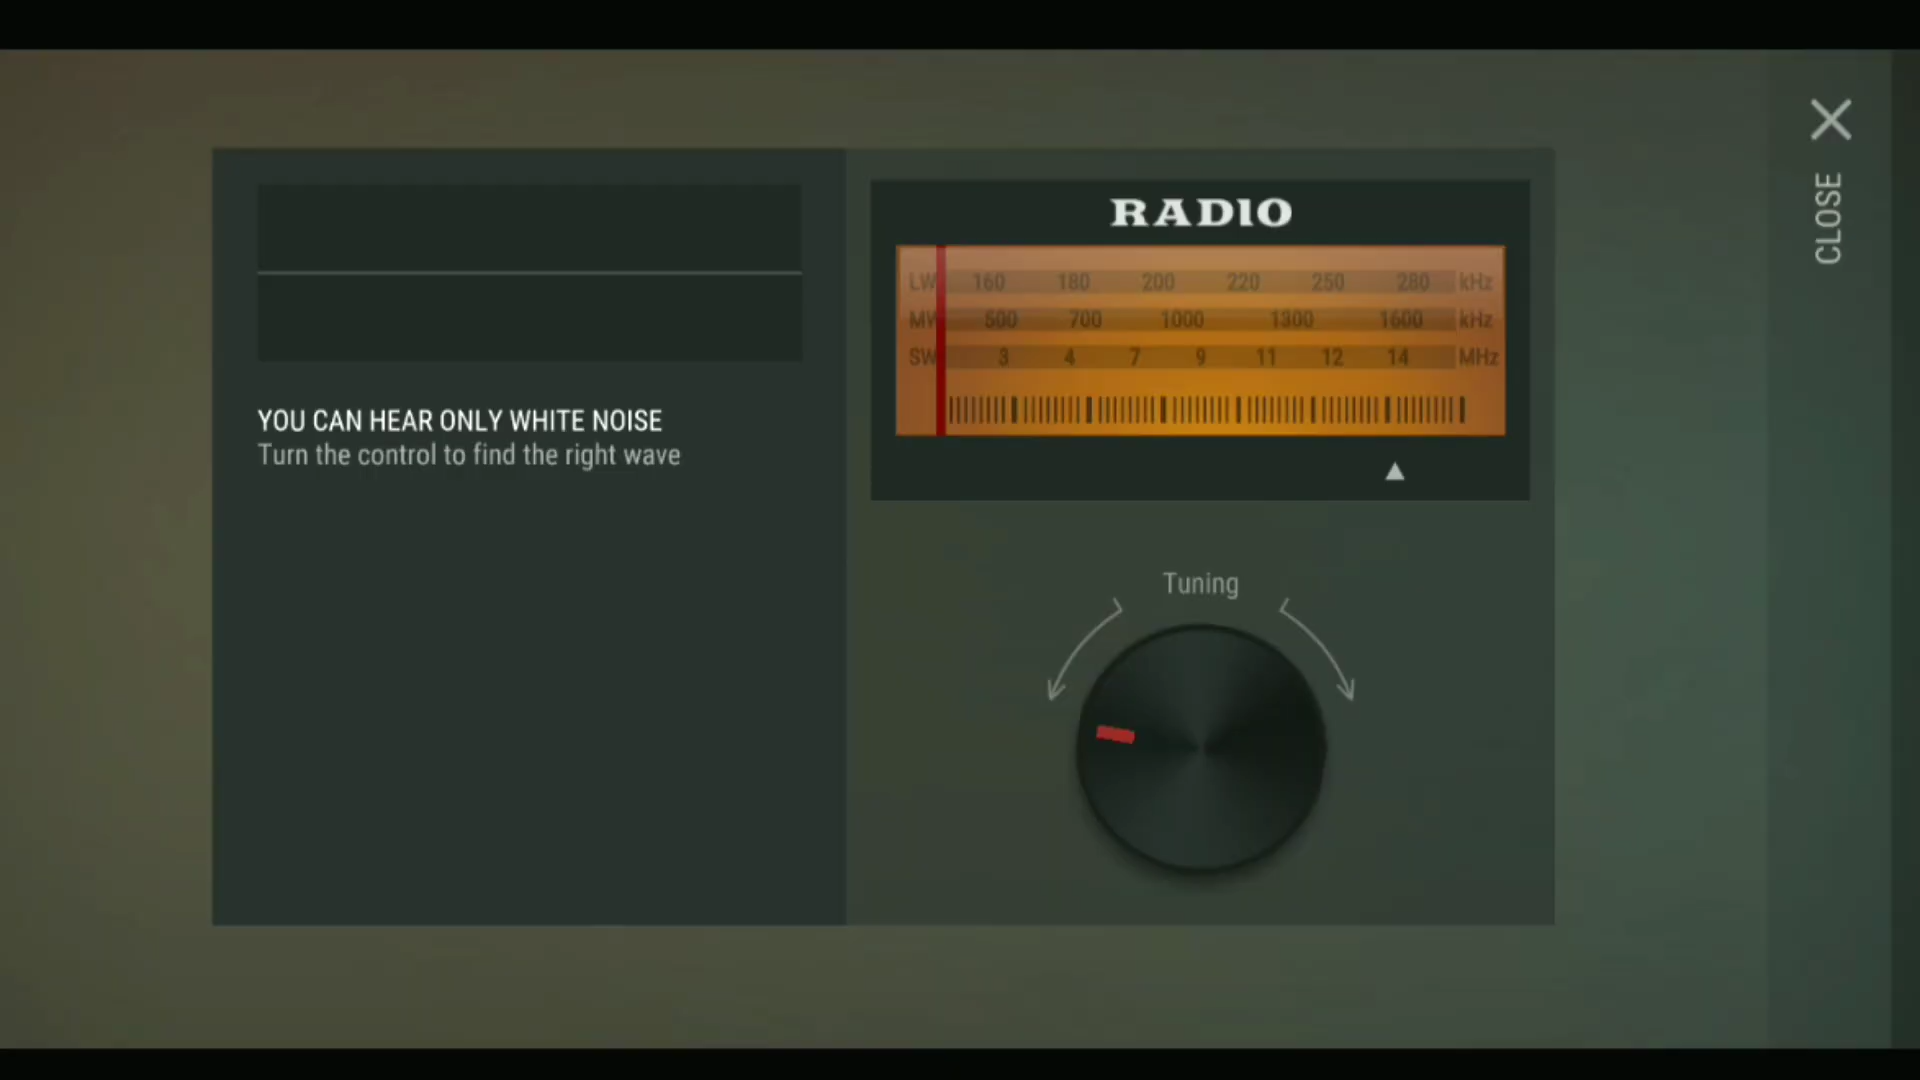 YOU CAN HEAR ONLY WHITE NOISE
Turn the control to find the right wave
RADIO
LW 160 180 200 220 250 280 kHz
MW 500 700 1000 1300 1600 kHz
SW 3 4 7 9 11 12 14 MHz
Tuning
CLOSE